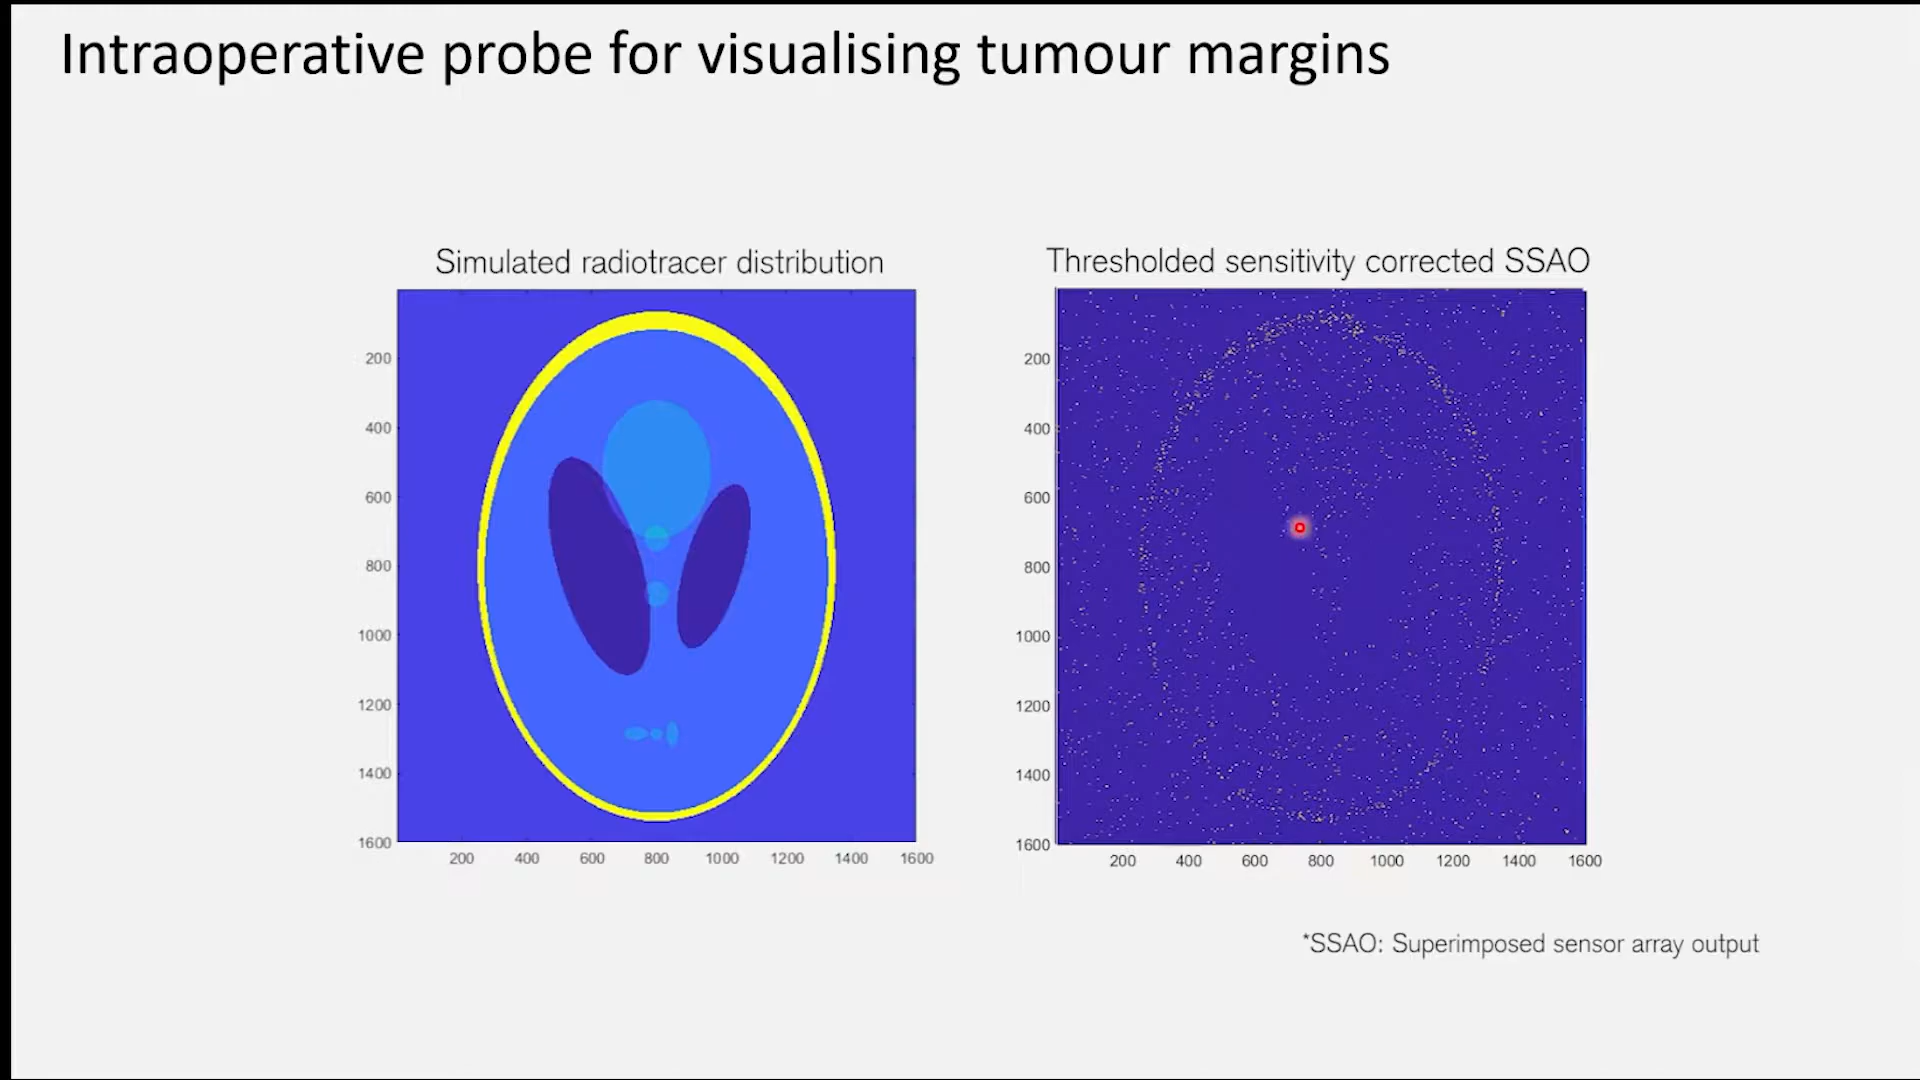 Intraoperative probe for visualising tumour margins
Simulated radiotracer distribution
200
400
600
800
1000
1200
1400
1600
200 400 600 800 1000 1200 1400 1600
Thresholded sensitivity corrected SSAO
200
400
600
800
1000
1200
1400
1600
200 400 600 800 1000 1200 1400 1600
*SSAO: Superimposed sensor array output